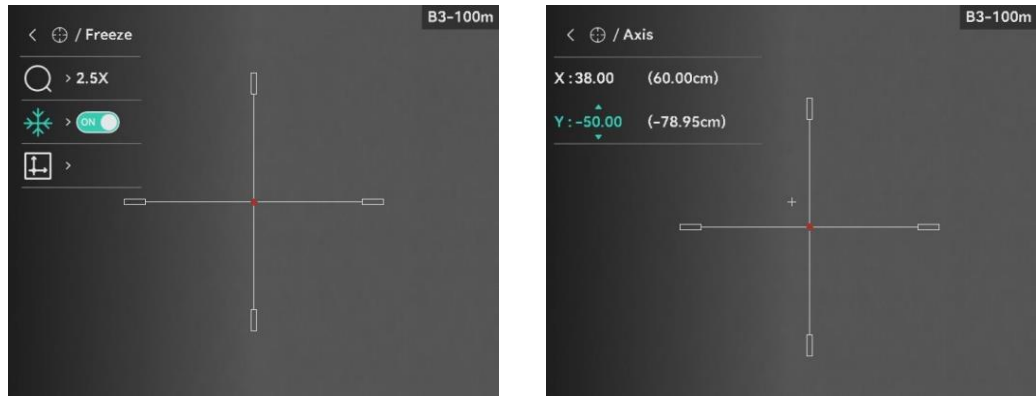 B3-100m
< / Freeze
> 2.5X
> ON
>
B3-100m
< / Axis
X : 38.00 (60.00cm)
Y : -50.00 (-78.95cm)